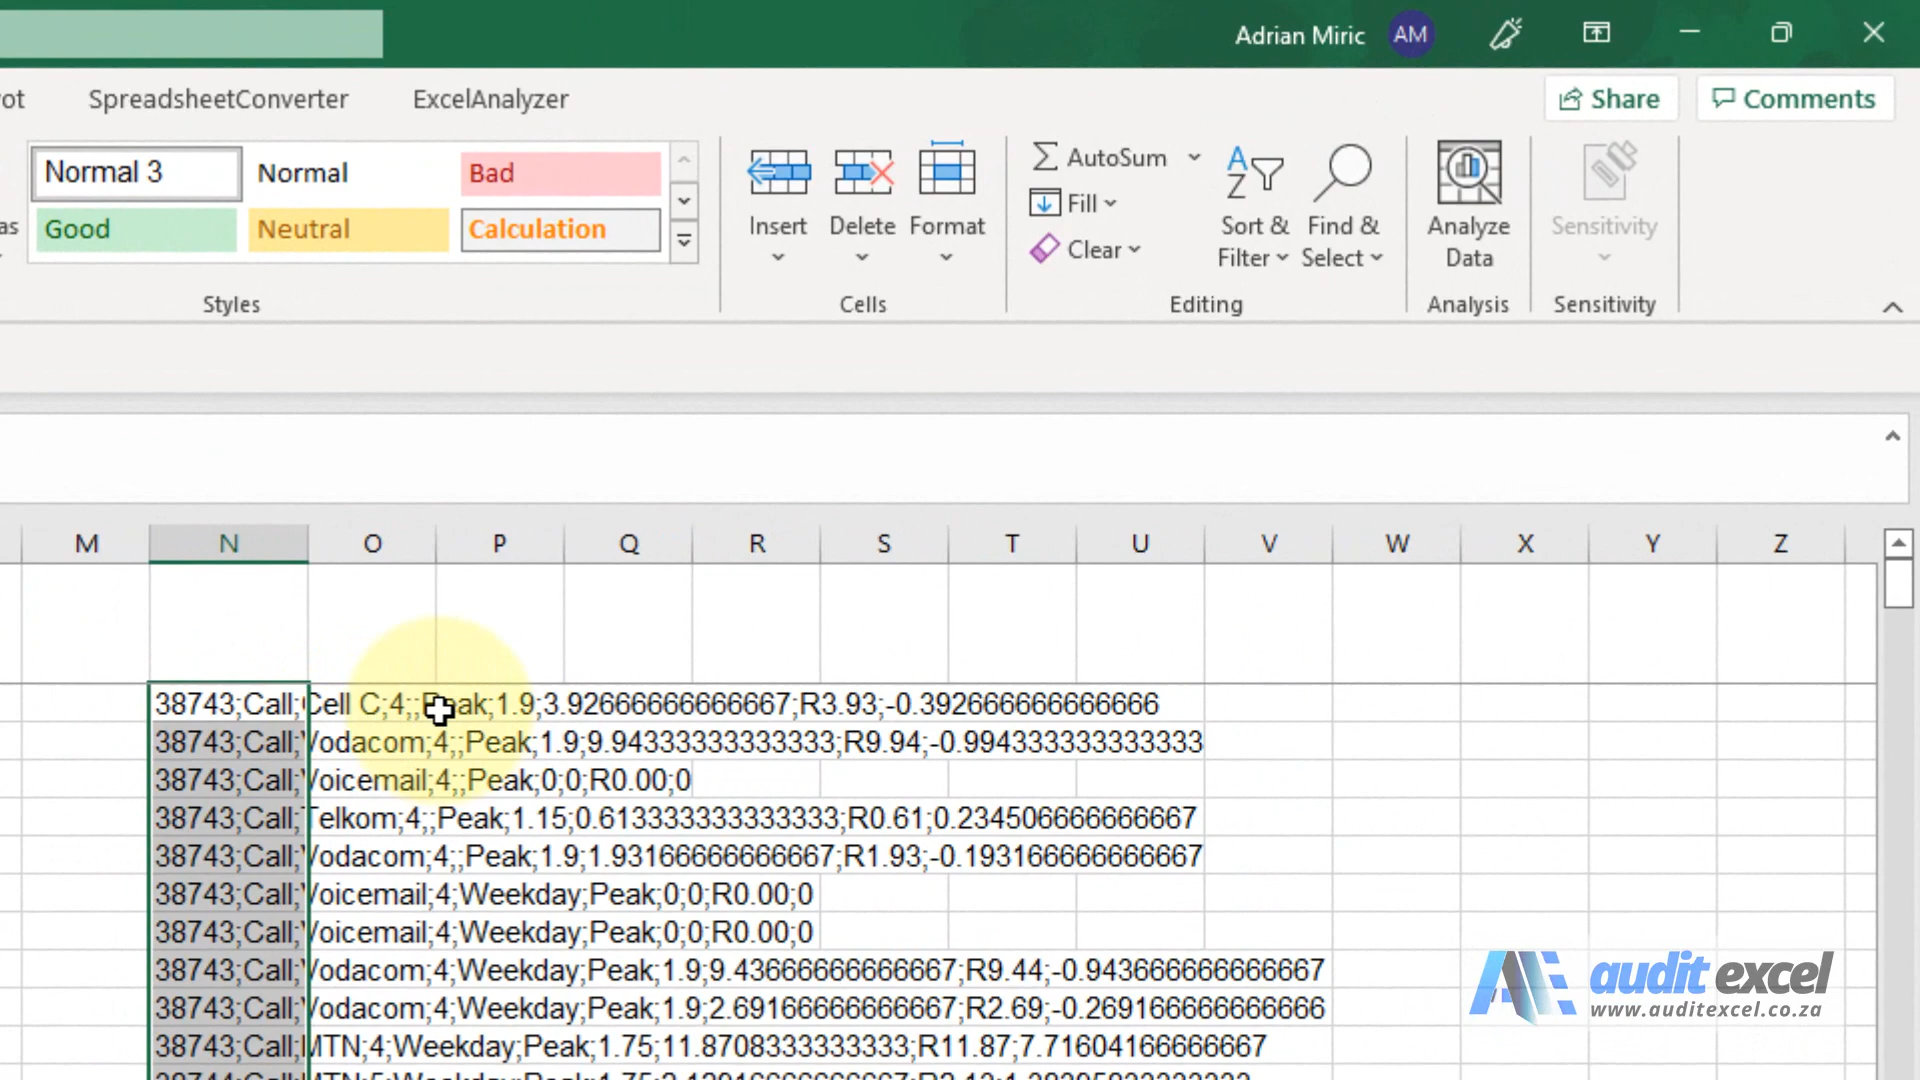 Adrian Miric AM
ot SpreadsheetConverter ExcelAnalyzer Share Comments
Normal 3 Normal Bad
Good Neutral Calculation
as
Insert Delete Format
AutoSum
Fill
Clear
Sort &
Filter
Find &
Select
Analyze
Data
Sensitivity
Styles Cells Editing Analysis Sensitivity
M N O P Q R S T U V W X Y Z
38743;Call;Cell C;4;;Peak;1.9;3.92666666666667;R3.93;-0.392666666666666
38743;Call;Vodacom;4;;Peak;1.9;9.94333333333333;R9.94;-0.994333333333333
38743;Call;Voicemail;4;;Peak;0;0;R0.00;0
38743;Call;Telkom;4;;Peak;1.15;0.613333333333333;R0.61;0.234506666666667
38743;Call;Vodacom;4;;Peak;1.9;1.93166666666667;R1.93;-0.193166666666667
38743;Call;Voicemail;4;Weekday;Peak;0;0;R0.00;0
38743;Call;Voicemail;4;Weekday;Peak;0;0;R0.00;0
38743;Call;Vodacom;4;Weekday;Peak;1.9;9.43666666666667;R9.44;-0.943666666666667
38743;Call;Vodacom;4;Weekday;Peak;1.9;2.69166666666667;R2.69;-0.269166666666666
38743;Call;MTN;4;Weekday;Peak;1.75;11.8708333333333;R11.87;7.71604166666667
audit excel
www.auditexcel.co.za